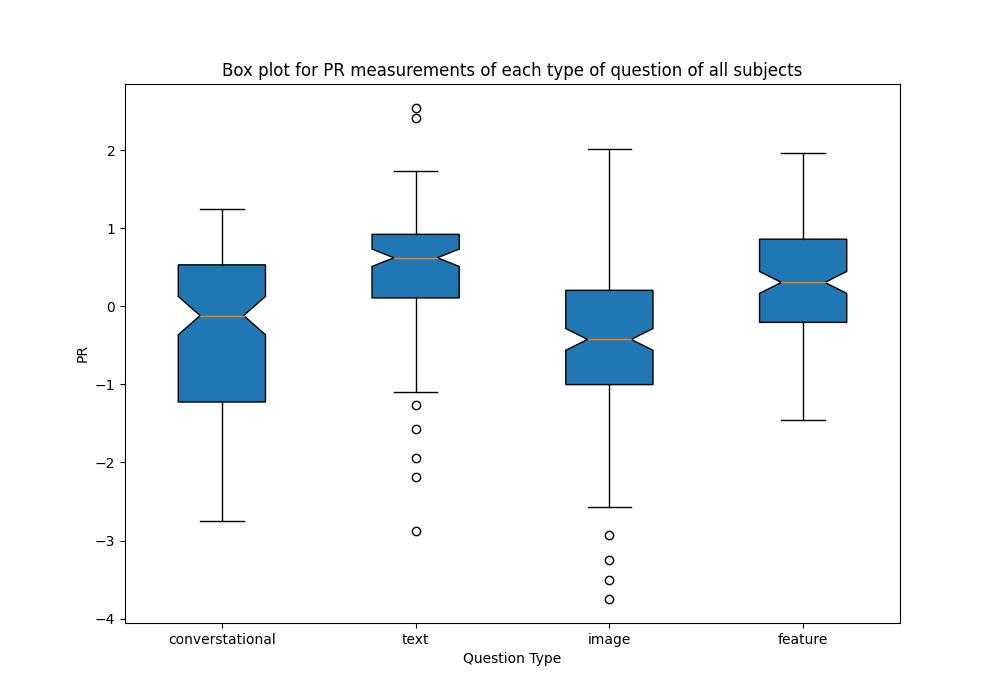 Box plot for PR measurements of each type of question of all subjects
PR
2
1
0
−1
−2
−3
−4
converstational text image feature
Question Type